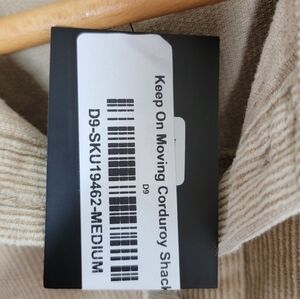 Keep On Moving Corduroy Shack
D9
D9-SKU19462-MEDIUM